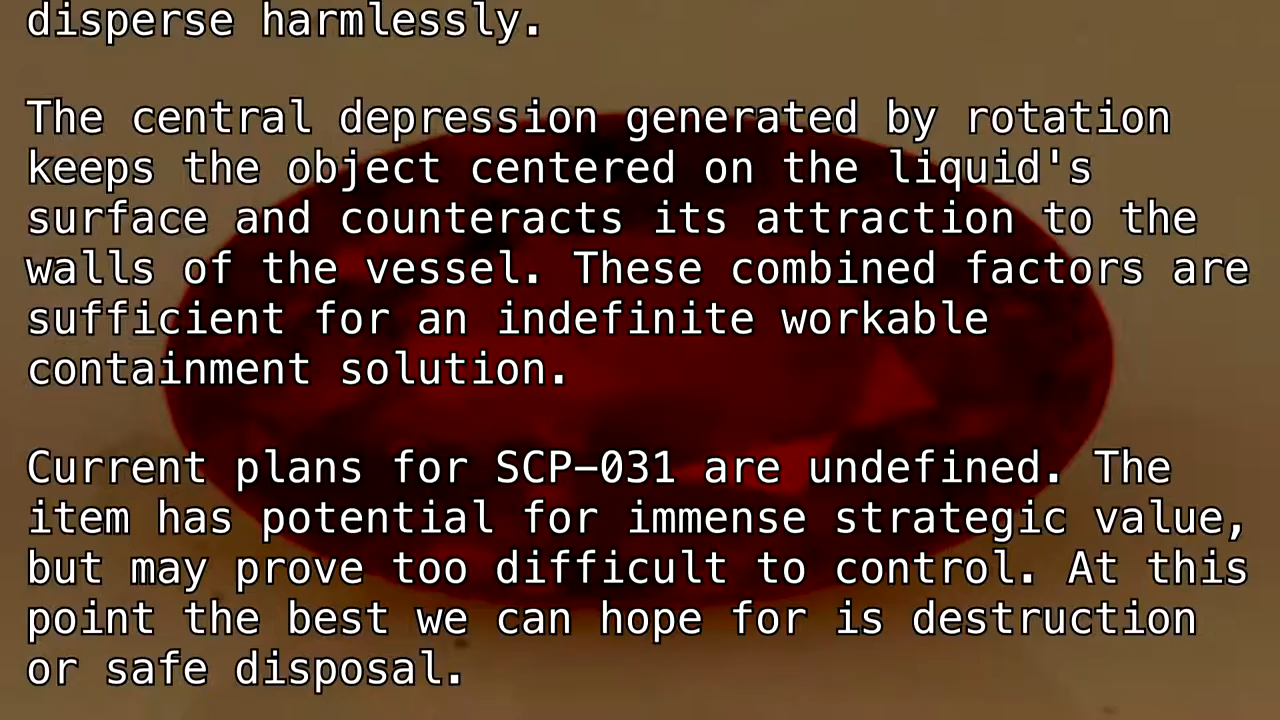 disperse harmlessly.
The central depression generated by rotation
keeps the object centered on the liquid's
surface and counteracts its attraction to the
walls of the vessel. These combined factors are
sufficient for an indefinite workable
containment solution.
Current plans for SCP-031 are undefined. The
item has potential for immense strategic value,
but may prove too difficult to control. At this
point the best we can hope for is destruction
or safe disposal.